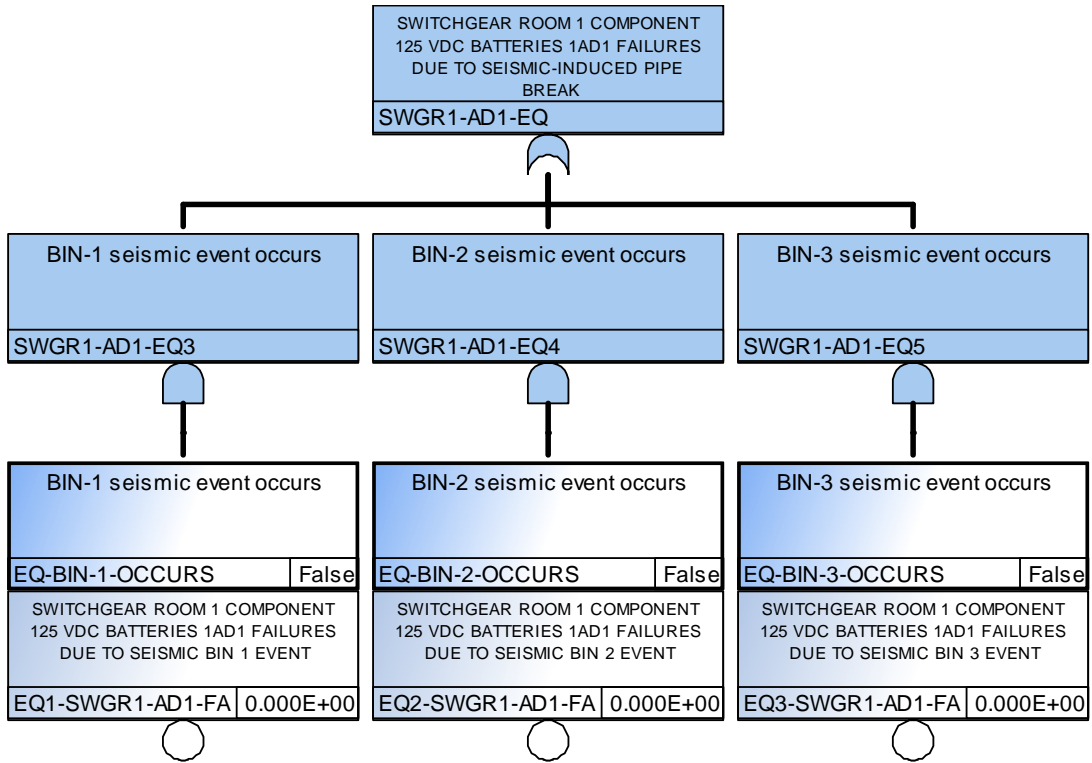 SWITCHGEAR ROOM 1 COMPONENT
125 VDC BATTERIES 1AD1 FAILURES
DUE TO SEISMIC-INDUCED PIPE
BREAK
SWGR1-AD1-EQ
BIN-1 seismic event occurs
SWGR1-AD1-EQ3
BIN-2 seismic event occurs
SWGR1-AD1-EQ4
BIN-3 seismic event occurs
SWGR1-AD1-EQ5
BIN-1 seismic event occurs
EQ-BIN-1-OCCURS False
SWITCHGEAR ROOM 1 COMPONENT
125 VDC BATTERIES 1AD1 FAILURES
DUE TO SEISMIC BIN 1 EVENT
EQ1-SWGR1-AD1-FA 0.000E+00
BIN-2 seismic event occurs
EQ-BIN-2-OCCURS False
SWITCHGEAR ROOM 1 COMPONENT
125 VDC BATTERIES 1AD1 FAILURES
DUE TO SEISMIC BIN 2 EVENT
EQ2-SWGR1-AD1-FA 0.000E+00
BIN-3 seismic event occurs
EQ-BIN-3-OCCURS False
SWITCHGEAR ROOM 1 COMPONENT
125 VDC BATTERIES 1AD1 FAILURES
DUE TO SEISMIC BIN 3 EVENT
EQ3-SWGR1-AD1-FA 0.000E+00